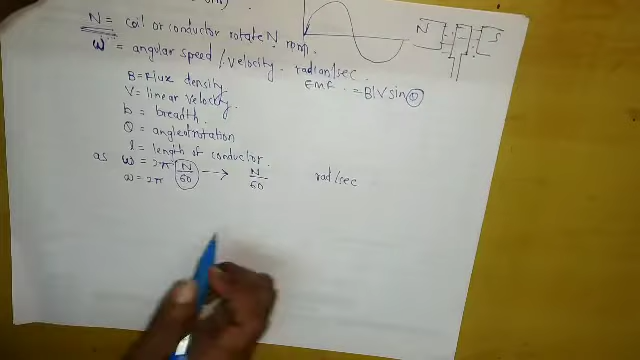 N = coil or conductor rotate N rpm.
ω = angular speed / velocity. radian/sec.
N S
B = Flux density
EMF. = BlV sin θ
V = linear velocity.
b = breadth.
θ = angle of rotation
l = length of conductor.
as ω = 2π N/60 --→ N/60 rad/sec
ω = 2π